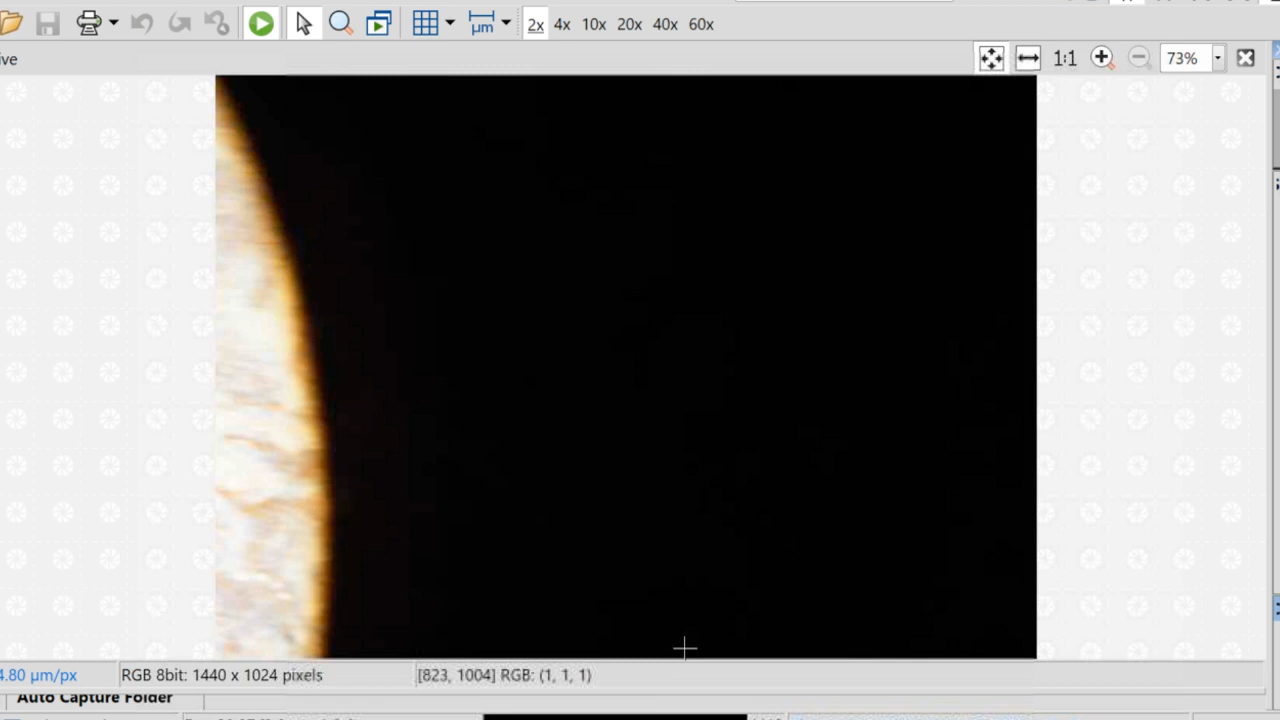 µm 2x 4x 10x 20x 40x 60x
ive 1:1 73%
4.80 µm/px RGB 8bit: 1440 x 1024 pixels [823, 1004] RGB: (1, 1, 1)
Auto Capture Folder